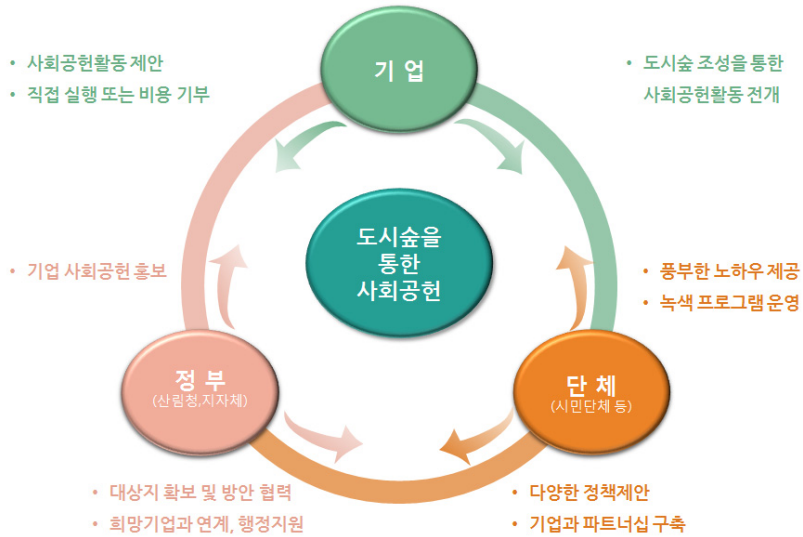 기 업
• 사회공헌활동 제안
• 직접 실행 또는 비용 기부
• 도시숲 조성을 통한
사회공헌활동 전개
도시숲을
통한
사회공헌
• 기업 사회공헌 홍보
• 풍부한 노하우 제공
• 녹색 프로그램 운영
정 부
(산림청,지자체)
단 체
(시민단체 등)
• 대상지 확보 및 방안 협력
• 희망기업과 연계, 행정지원
• 다양한 정책제안
• 기업과 파트너십 구축